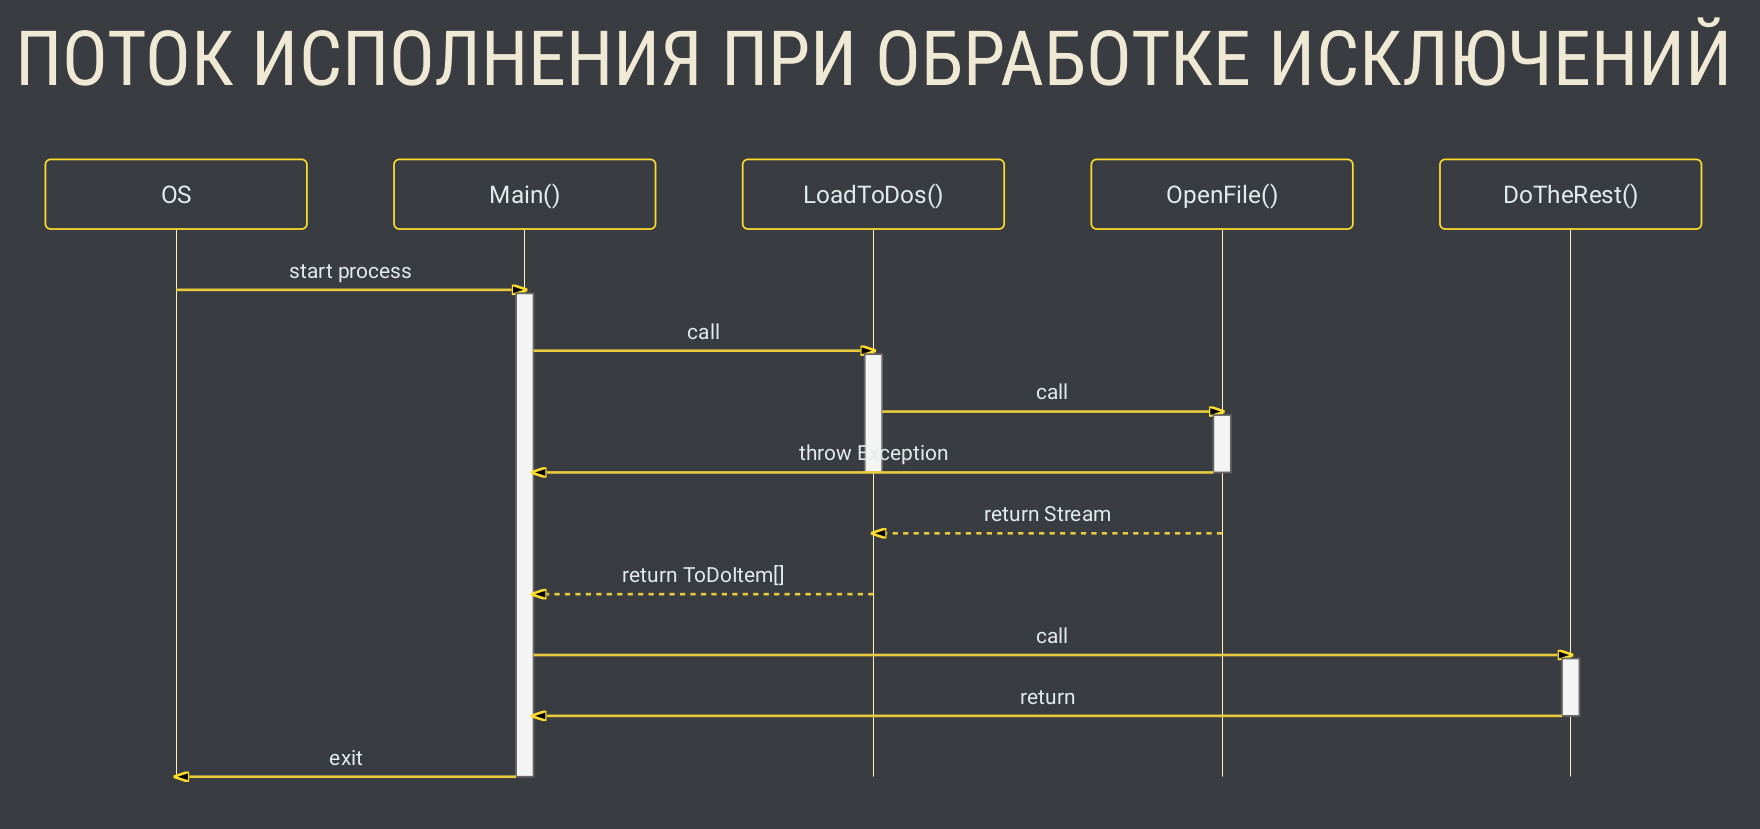 ПОТОК ИСПОЛНЕНИЯ ПРИ ОБРАБОТКЕ ИСКЛЮЧЕНИЙ
OS
Main()
LoadToDos()
OpenFile()
DoTheRest()
start process
call
call
throw Exception
return Stream
return ToDoItem[]
call
return
exit